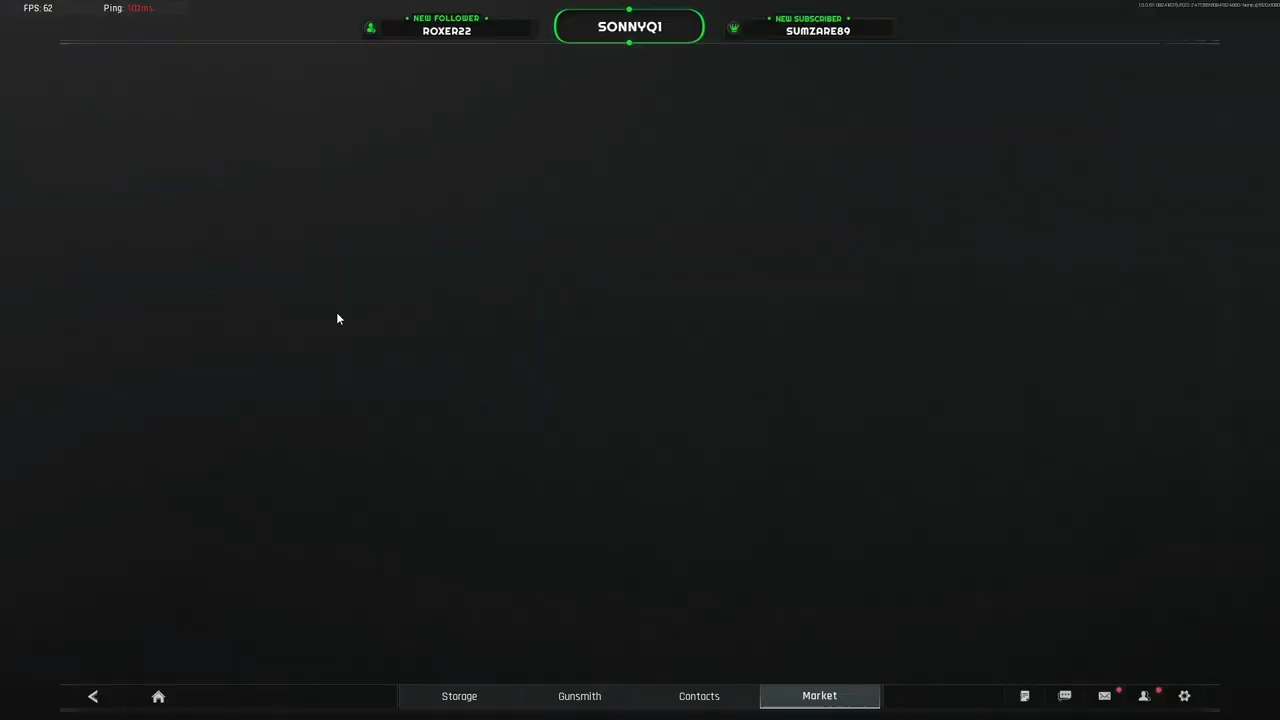 FPS: 62 Ping: 103ms
• NEW FOLLOWER •
ROXER22
SONNYQ1
• NEW SUBSCRIBER •
SUMZARE89
Storage
Gunsmith
Contacts
Market